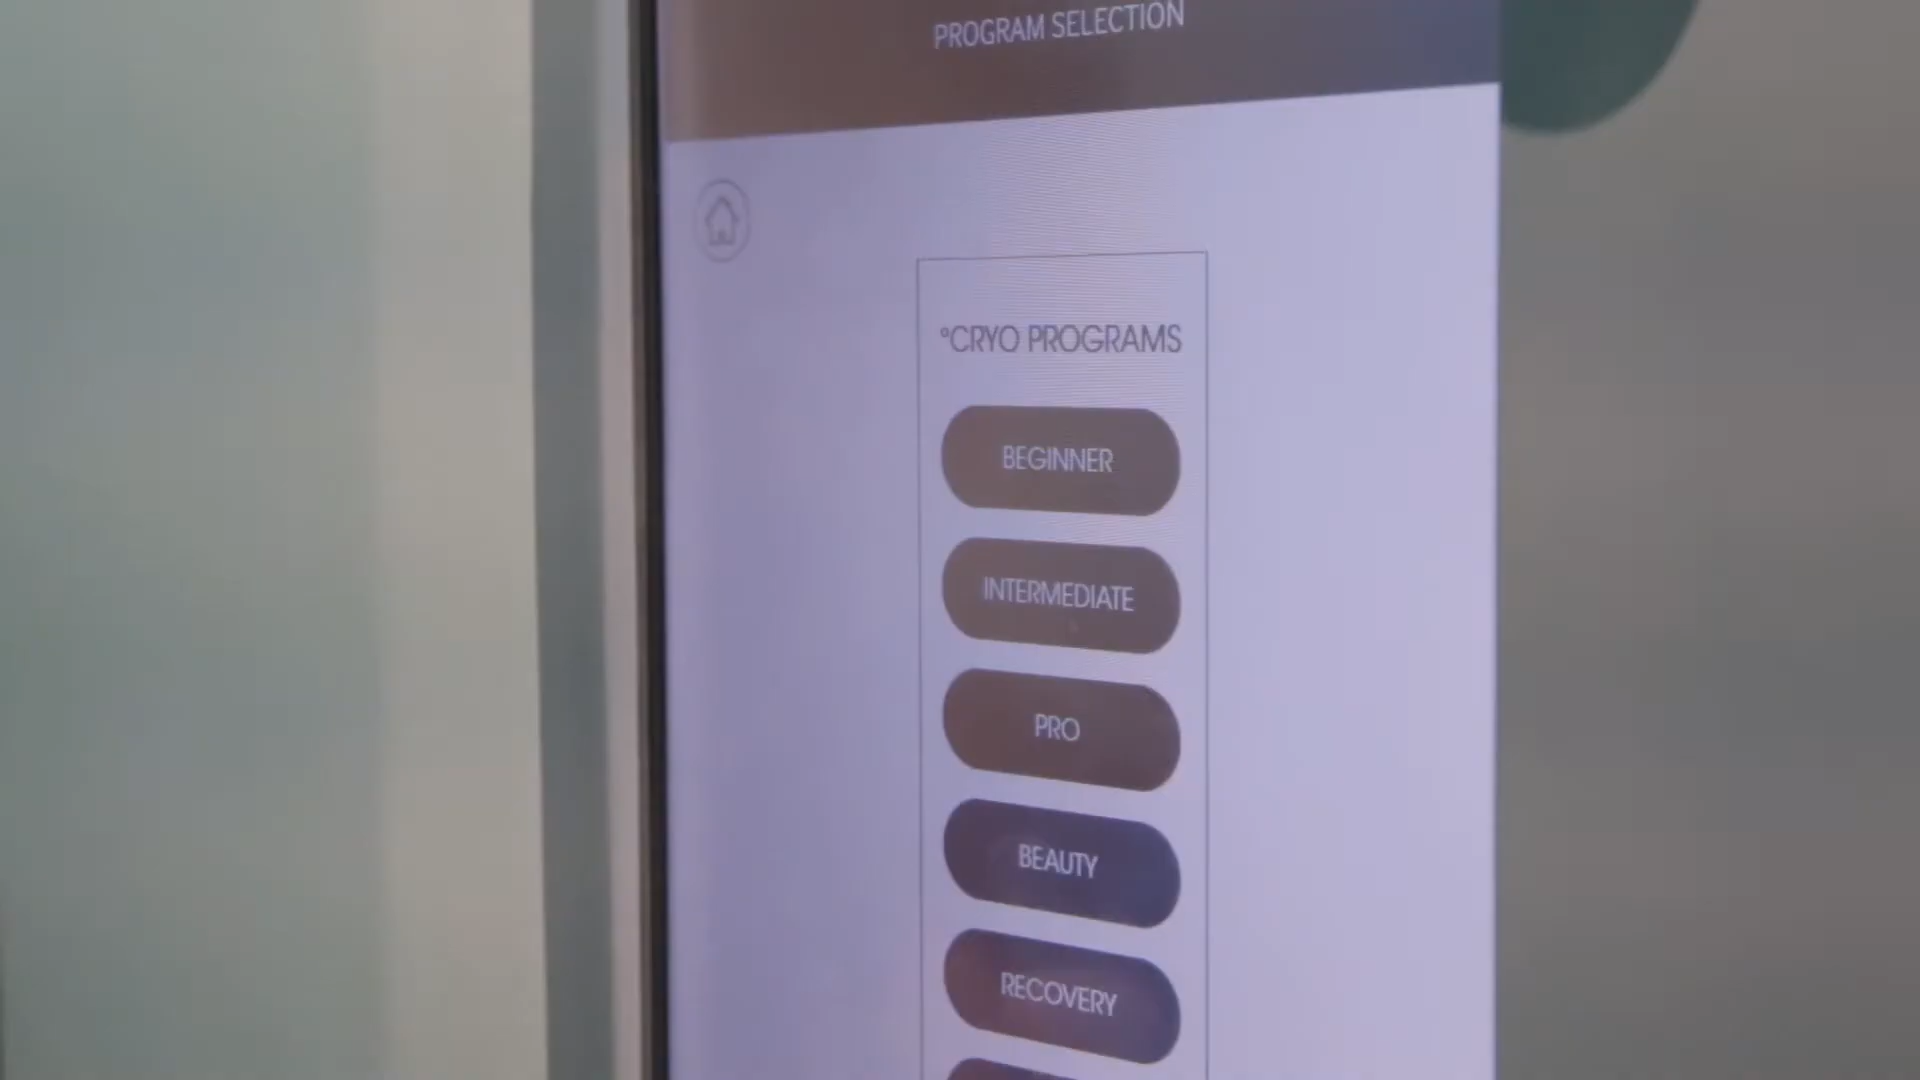 PROGRAM SELECTION
°CRYO PROGRAMS
BEGINNER
INTERMEDIATE
PRO
BEAUTY
RECOVERY